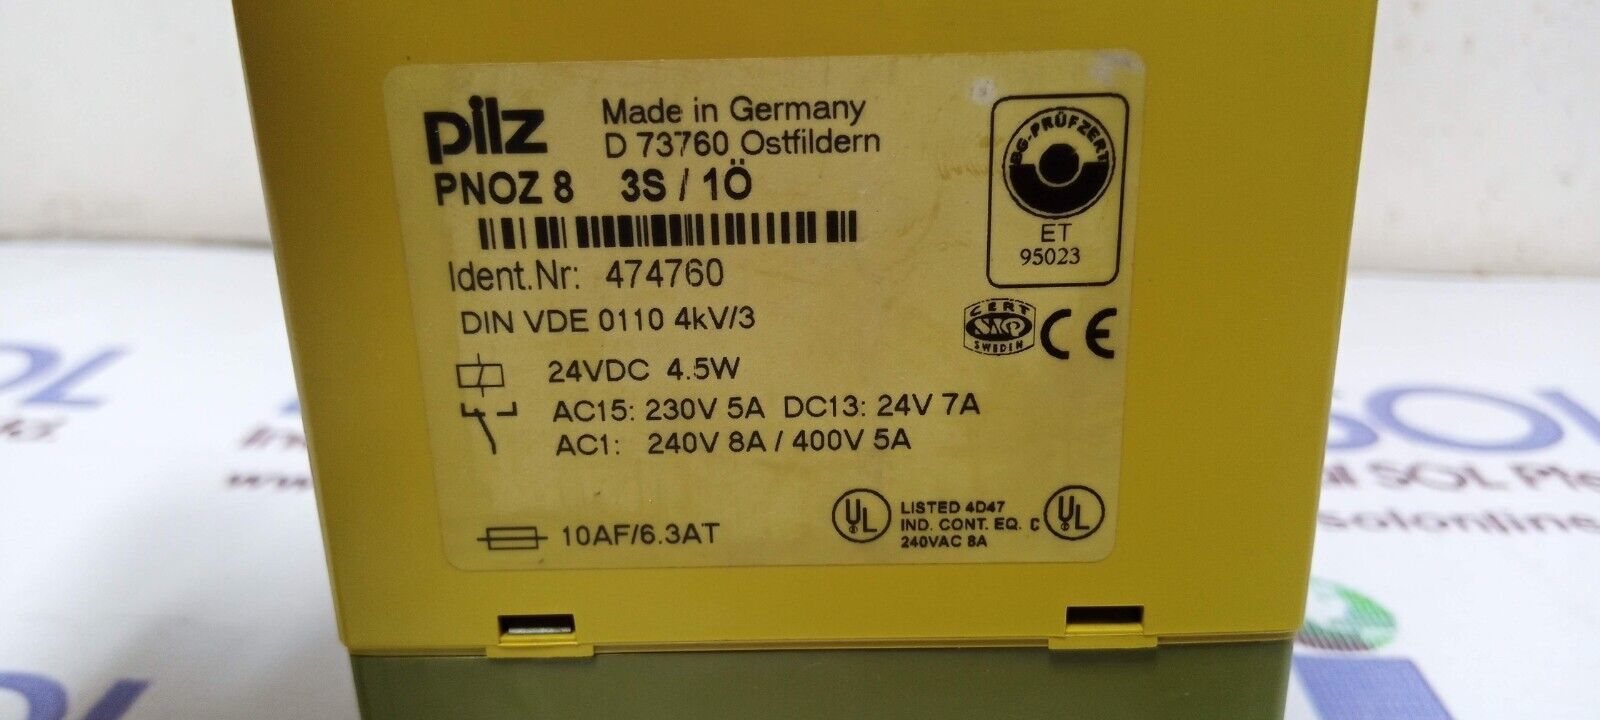 pilz
Made in Germany
D 73760 Ostfildern
PNOZ 8 3S / 1Ö
Ident.Nr: 474760
DIN VDE 0110 4kV/3
24VDC 4.5W
AC15: 230V 5A DC13: 24V 7A
AC1: 240V 8A / 400V 5A
10AF/6.3AT
BG-PRÜFZERT
ET
95023
CERT
SWEDEN
CE
UL
LISTED 4D47
IND. CONT. EQ.
240VAC 8A
C UL
SOL